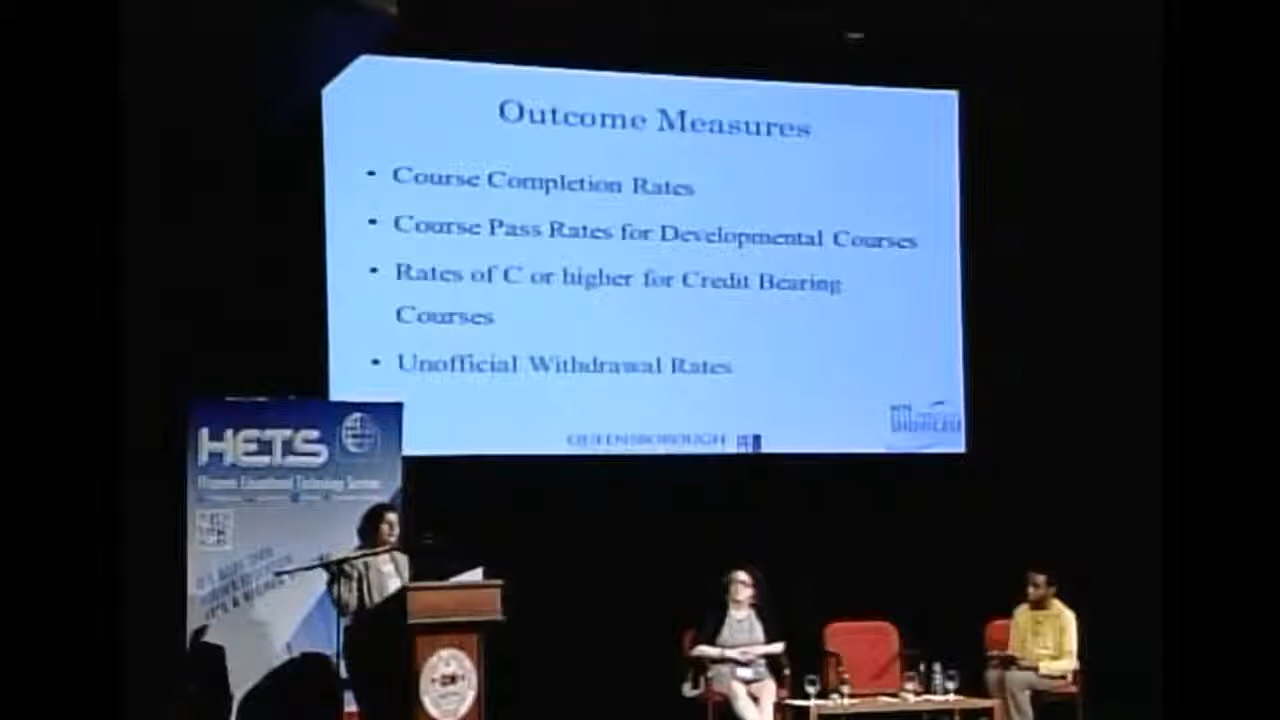 Outcome Measures
• Course Completion Rates
• Course Pass Rates for Developmental Courses
• Rates of C or higher for Credit Bearing
Courses
• Unofficial Withdrawal Rates
QUEENSBOROUGH
SHOWCASE
HETS